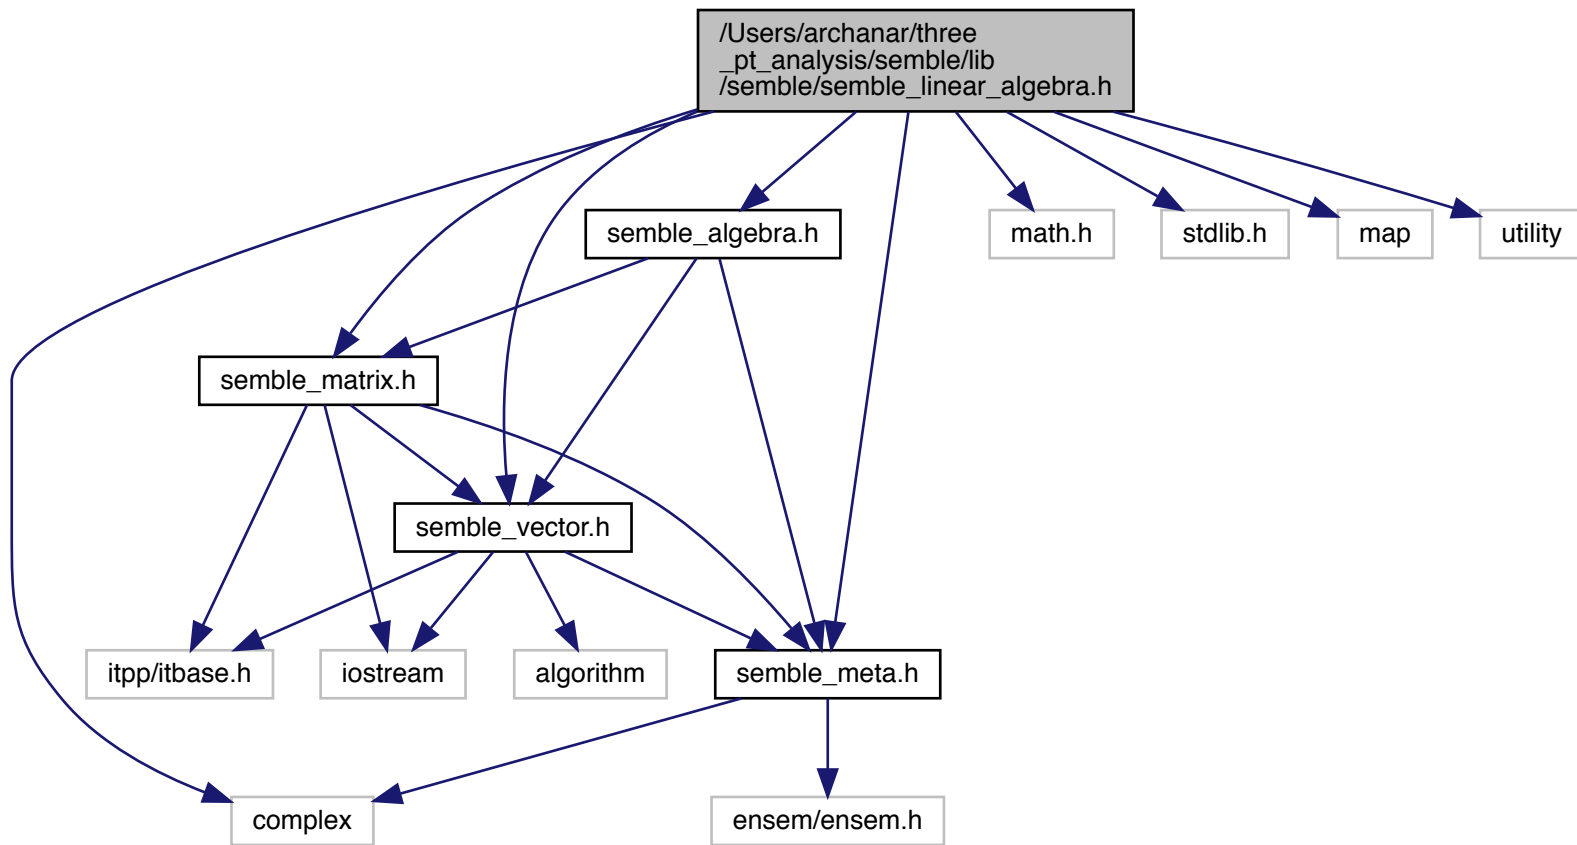 /Users/archanar/three
_pt_analysis/semble/lib
/semble/semble_linear_algebra.h
semble_algebra.h
math.h
stdlib.h
map
utility
semble_matrix.h
semble_vector.h
itpp/itbase.h
iostream
algorithm
semble_meta.h
complex
ensem/ensem.h